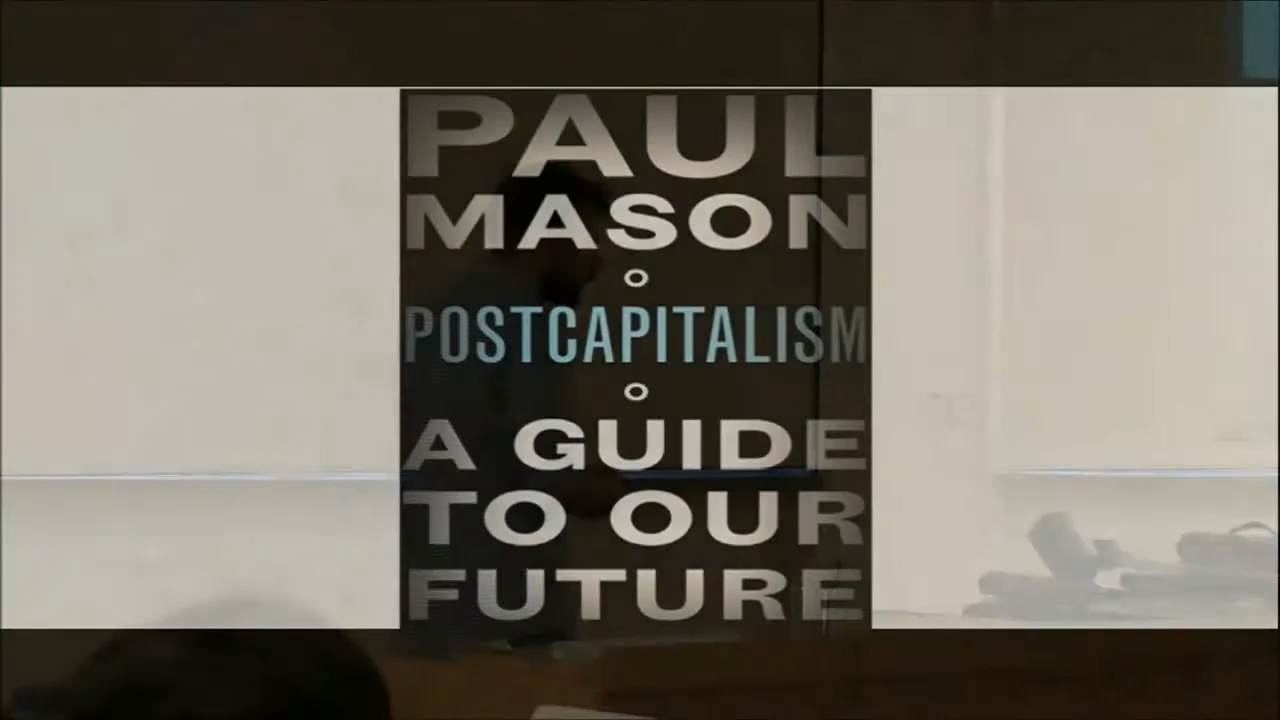 PAUL
MASON
POSTCAPITALISM
A GUIDE
TO OUR
FUTURE